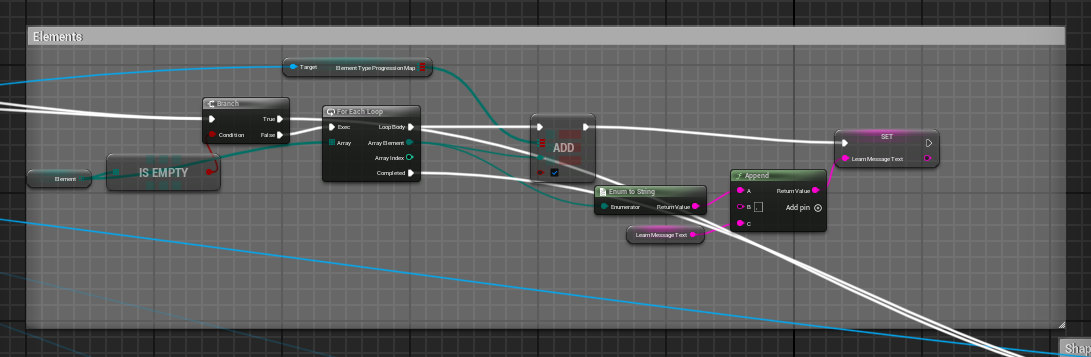 Elements
Target Element Type Progression Map
Branch
True
Condition False
For Each Loop
Exec Loop Body
Array Array Element
Array Index
Completed
Element
IS EMPTY
ADD
Enum to String
Enumerator Return Value
Learn Message Text
Append
A Return Value
B Add pin
C
SET
Learn Message Text
Sha